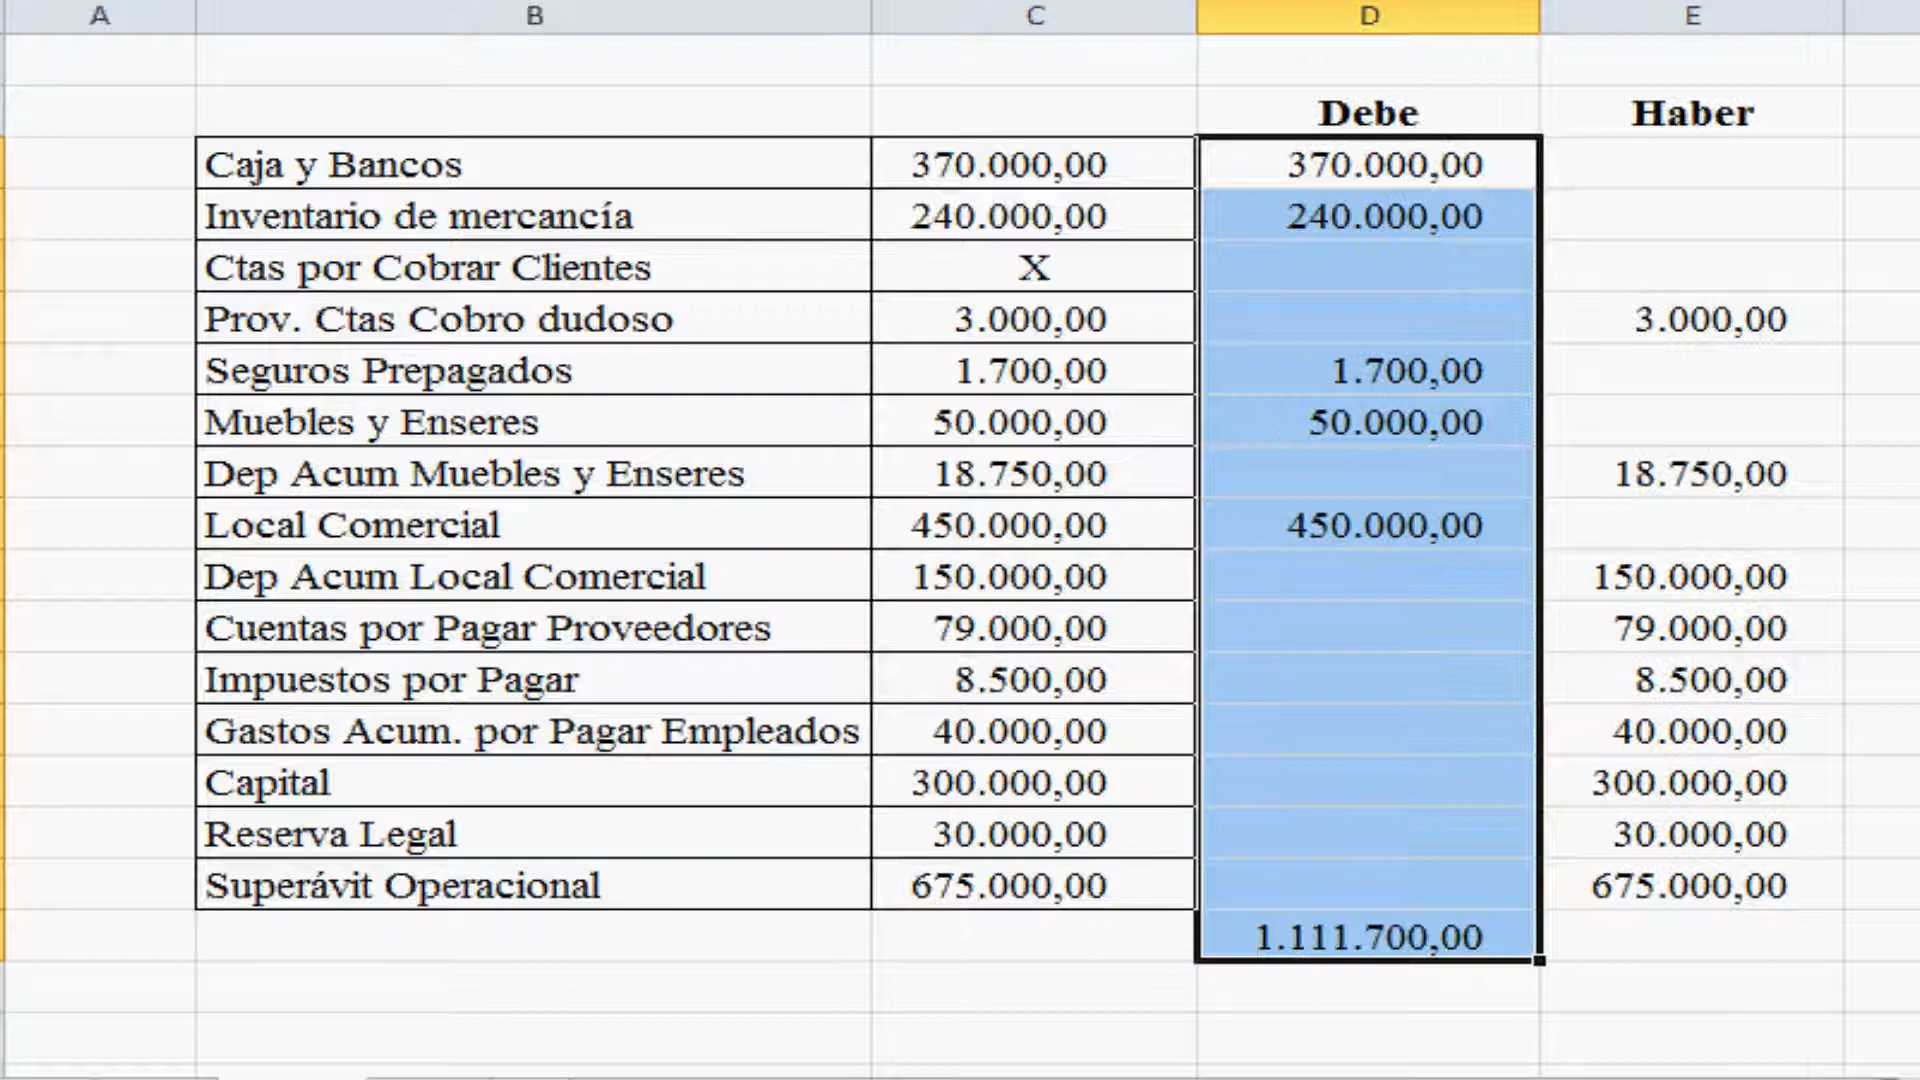 A B C D E
Debe Haber
Caja y Bancos 370.000,00 370.000,00
Inventario de mercancía 240.000,00 240.000,00
Ctas por Cobrar Clientes X
Prov. Ctas Cobro dudoso 3.000,00 3.000,00
Seguros Prepagados 1.700,00 1.700,00
Muebles y Enseres 50.000,00 50.000,00
Dep Acum Muebles y Enseres 18.750,00 18.750,00
Local Comercial 450.000,00 450.000,00
Dep Acum Local Comercial 150.000,00 150.000,00
Cuentas por Pagar Proveedores 79.000,00 79.000,00
Impuestos por Pagar 8.500,00 8.500,00
Gastos Acum. por Pagar Empleados 40.000,00 40.000,00
Capital 300.000,00 300.000,00
Reserva Legal 30.000,00 30.000,00
Superávit Operacional 675.000,00 675.000,00
1.111.700,00